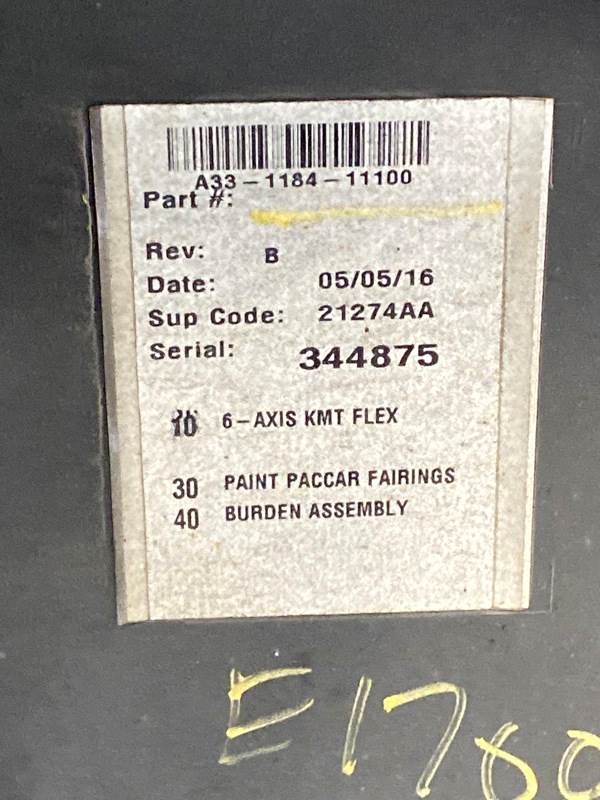 A33-1184-11100
Part #:
Rev: B
Date: 05/05/16
Sup Code: 21274AA
Serial: 344875
10 6-AXIS KMT FLEX
30 PAINT PACCAR FAIRINGS
40 BURDEN ASSEMBLY
E1780